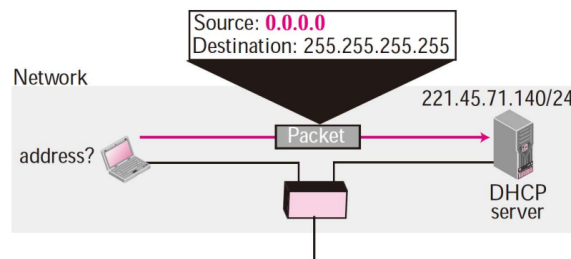 Source: 0.0.0.0
Destination: 255.255.255.255
Network
221.45.71.140/24
Packet
address?
DHCP
server